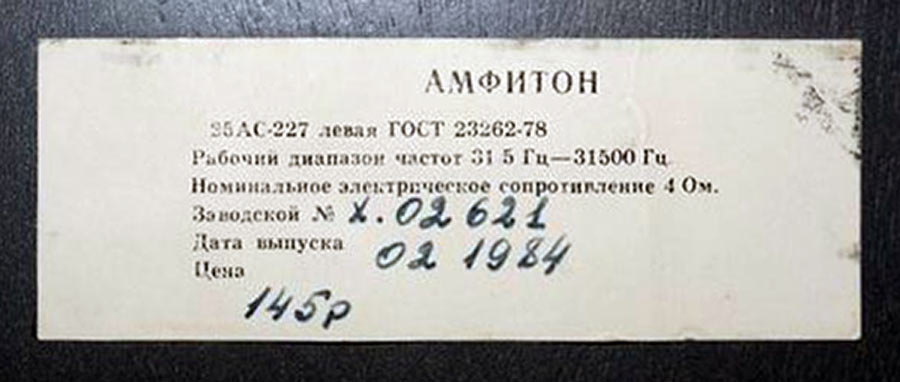 АМФИТОН
35АС-227 левая ГОСТ 23262-78
Рабочий диапазон частот 31 5 Гц—31500 Гц
Номинальное электрическое сопротивление 4 Ом.
Заводской № х.02621
Дата выпуска 02 1984
Цена
145р